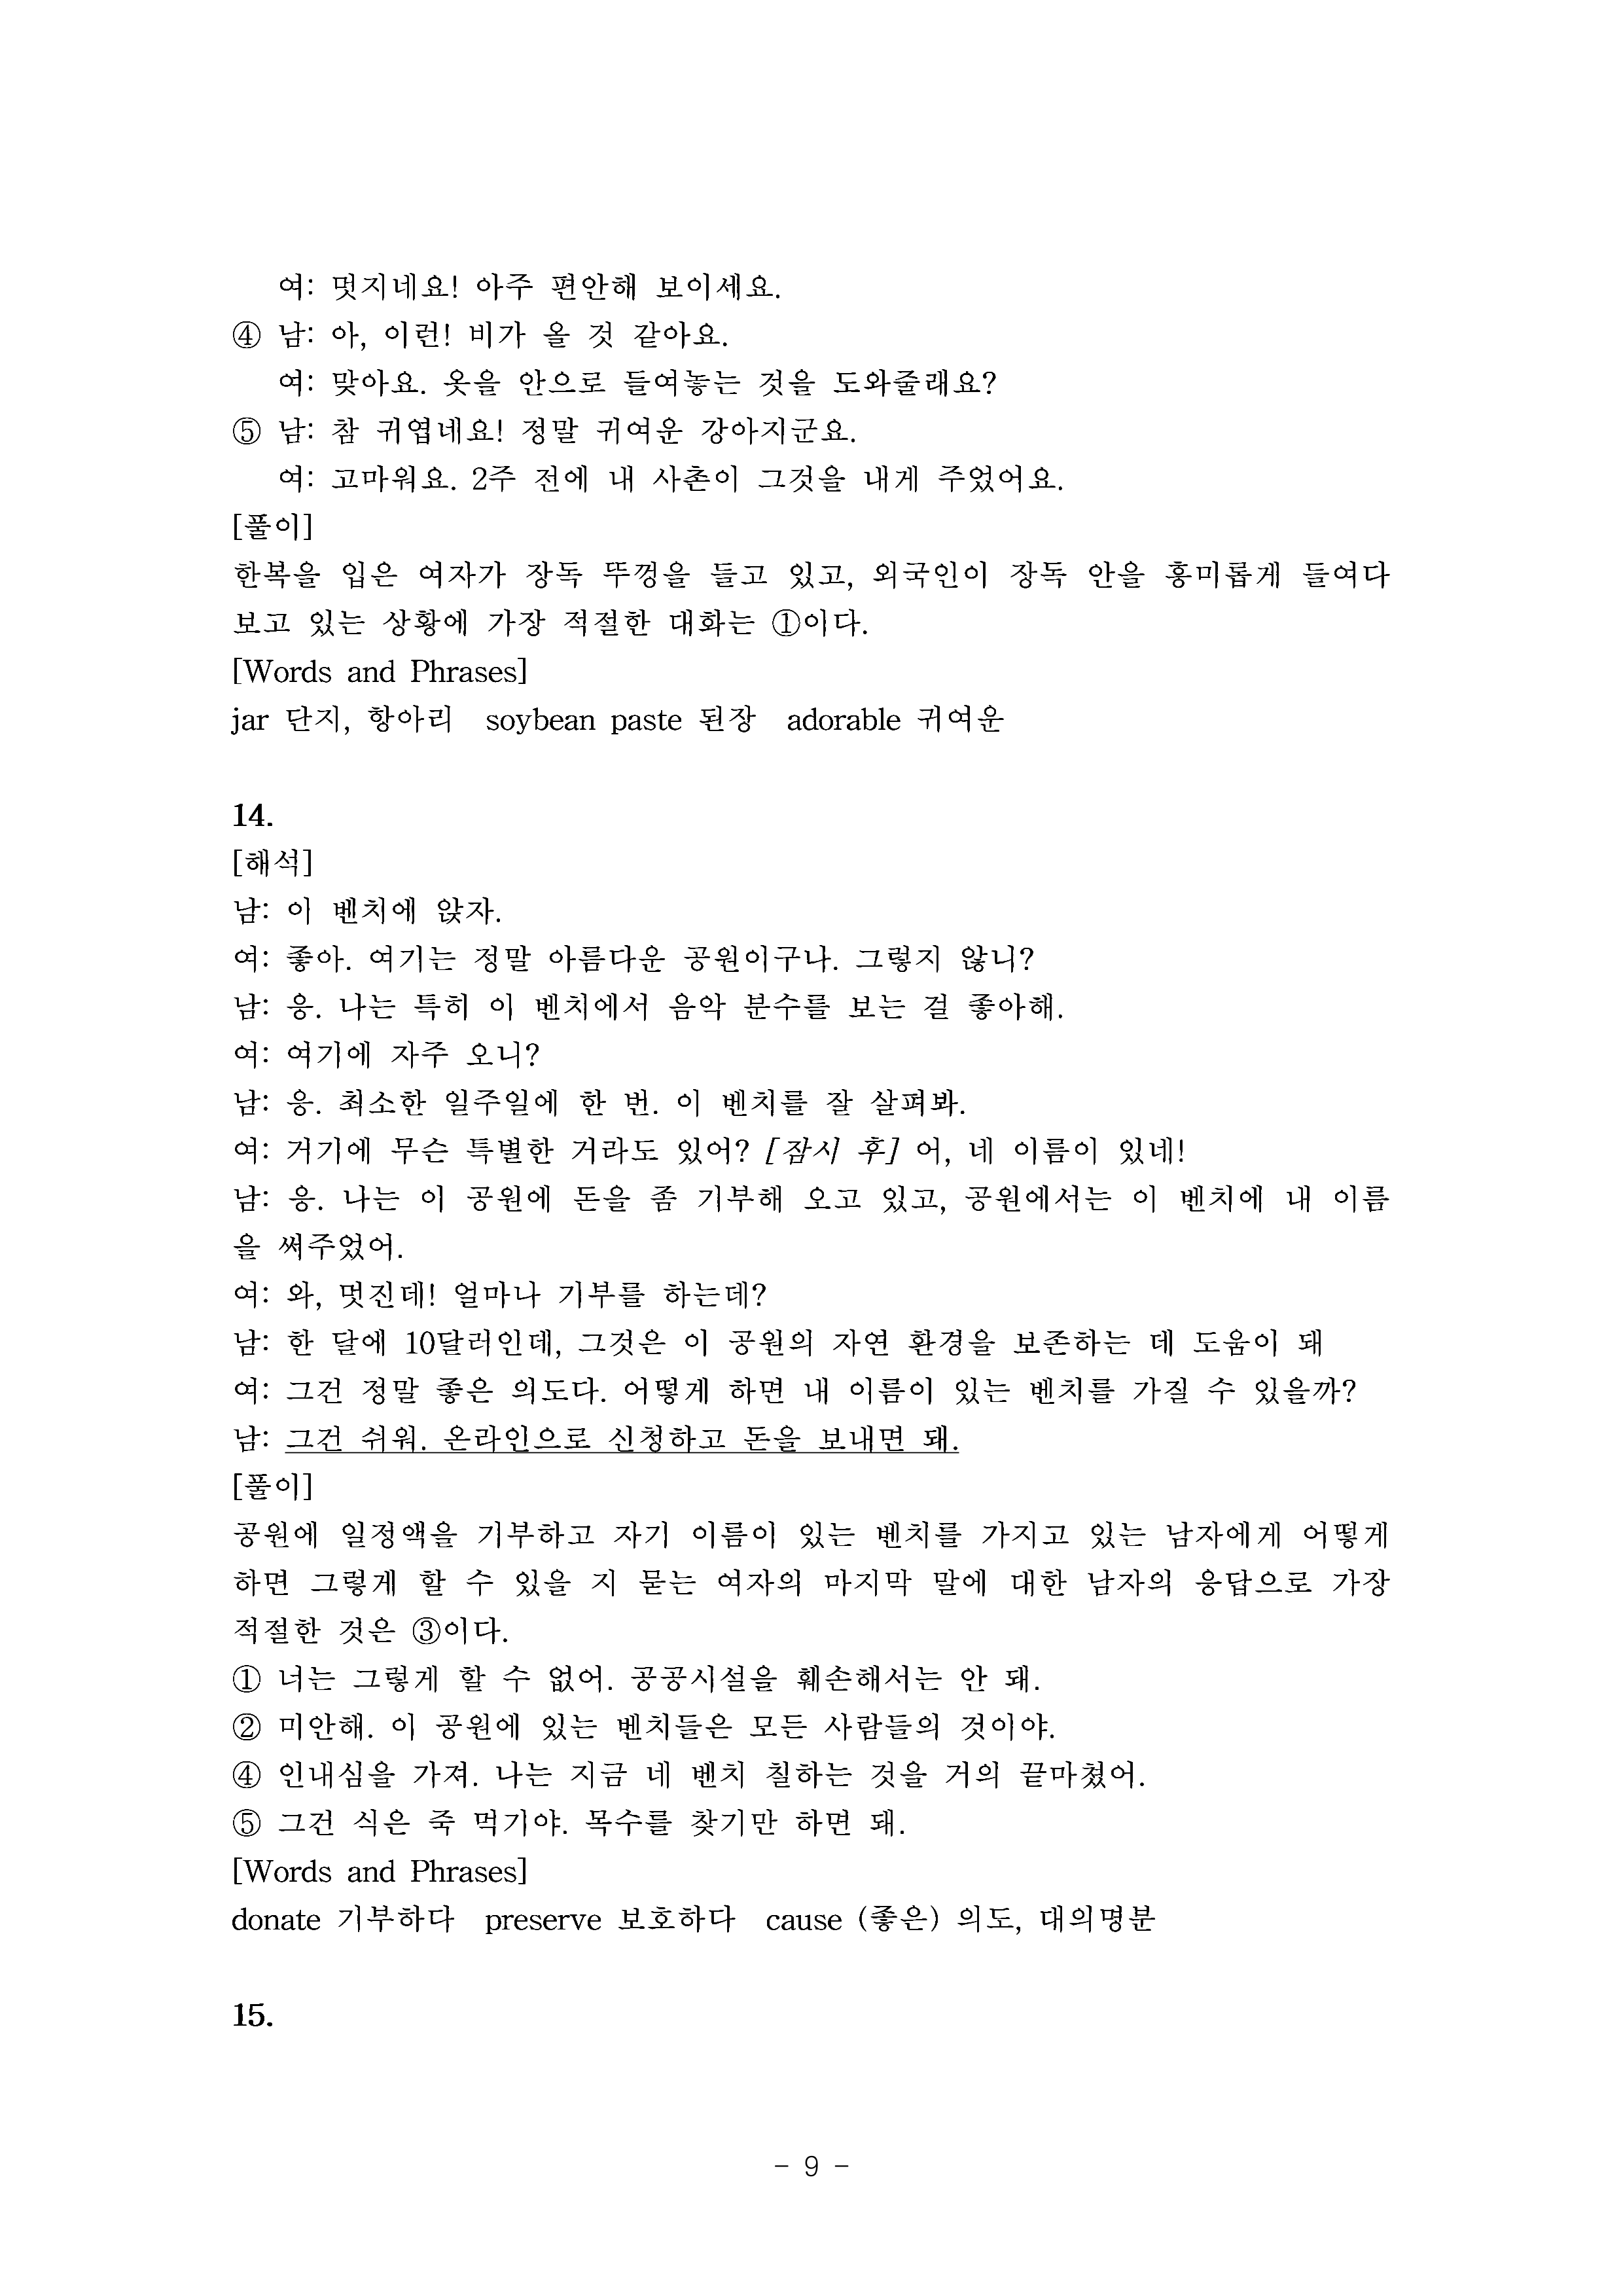 여: 멋지네요! 아주 편안해 보이세요.
④ 남: 아, 이런! 비가 올 것 같아요.
여: 맞아요. 옷을 안으로 들여놓는 것을 도와줄래요?
⑤ 남: 참 귀엽네요! 정말 귀여운 강아지군요.
여: 고마워요. 2주 전에 내 사촌이 그것을 내게 주었어요.
[풀이]
한복을 입은 여자가 장독 뚜껑을 들고 있고, 외국인이 장독 안을 흥미롭게 들여다
보고 있는 상황에 가장 적절한 대화는 ①이다.
[Words and Phrases]
jar 단지, 항아리 soybean paste 된장 adorable 귀여운
14.
[해석]
남: 이 벤치에 앉자.
여: 좋아. 여기는 정말 아름다운 공원이구나. 그렇지 않니?
남: 응. 나는 특히 이 벤치에서 음악 분수를 보는 걸 좋아해.
여: 여기에 자주 오니?
남: 응. 최소한 일주일에 한 번. 이 벤치를 잘 살펴봐.
여: 거기에 무슨 특별한 거라도 있어? [잠시 후] 어, 네 이름이 있네!
남: 응. 나는 이 공원에 돈을 좀 기부해 오고 있고, 공원에서는 이 벤치에 내 이름
을 써주었어.
여: 와, 멋진데! 얼마나 기부를 하는데?
남: 한 달에 10달러인데, 그것은 이 공원의 자연 환경을 보존하는 데 도움이 돼
여: 그건 정말 좋은 의도다. 어떻게 하면 내 이름이 있는 벤치를 가질 수 있을까?
남: 그건 쉬워. 온라인으로 신청하고 돈을 보내면 돼.
[풀이]
공원에 일정액을 기부하고 자기 이름이 있는 벤치를 가지고 있는 남자에게 어떻게
하면 그렇게 할 수 있을 지 묻는 여자의 마지막 말에 대한 남자의 응답으로 가장
적절한 것은 ③이다.
① 너는 그렇게 할 수 없어. 공공시설을 훼손해서는 안 돼.
② 미안해. 이 공원에 있는 벤치들은 모든 사람들의 것이야.
④ 인내심을 가져. 나는 지금 네 벤치 칠하는 것을 거의 끝마쳤어.
⑤ 그건 식은 죽 먹기야. 목수를 찾기만 하면 돼.
[Words and Phrases]
donate 기부하다 preserve 보호하다 cause (좋은) 의도, 대의명분
15.
- 9 -